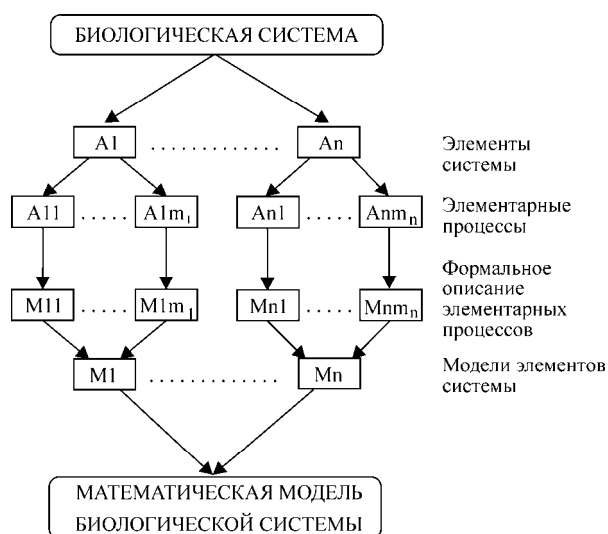 БИОЛОГИЧЕСКАЯ СИСТЕМА
A1 . . . . . . . . . . . . . An
Элементы
системы
A11 . . . . . A1m₁ An1 . . . . . Anmₙ
Элементарные
процессы
Формальное
описание
элементарных
процессов
M11 . . . . . M1m₁ Mn1 . . . . . Mnmₙ
M1 . . . . . . . . . . . . . Mn
Модели элементов
системы
МАТЕМАТИЧЕСКАЯ МОДЕЛЬ
БИОЛОГИЧЕСКОЙ СИСТЕМЫ